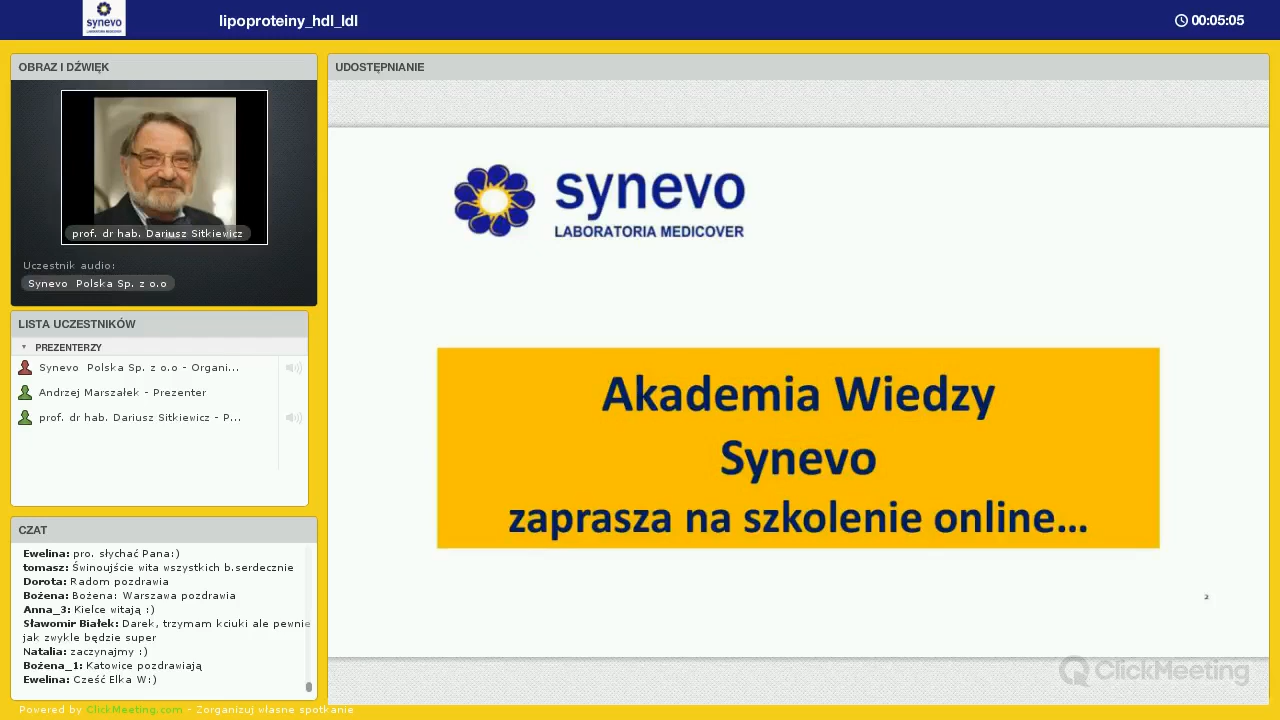 synevo
LABORATORIA MEDICOVER
lipoproteiny_hdl_ldl
00:05:05
OBRAZ I DŹWIĘK
prof. dr hab. Dariusz Sitkiewicz
Uczestnik audio:
Synevo Polska Sp. z o.o
LISTA UCZESTNIKÓW
PREZENTERZY
Synevo Polska Sp. z o.o - Organi...
Andrzej Marszałek - Prezenter
prof. dr hab. Dariusz Sitkiewicz - P...
CZAT
Ewelina: pro. słychać Pana:)
tomasz: Świnoujście wita wszystkich b.serdecznie
Dorota: Radom pozdrawia
Bożena: Bożena: Warszawa pozdrawia
Anna_3: Kielce witają :)
Sławomir Białek: Darek, trzymam kciuki ale pewnie
jak zwykle będzie super
Natalia: zaczynajmy :)
Bożena_1: Katowice pozdrawiają
Ewelina: Cześć Elka W:)
Powered by ClickMeeting.com - Zorganizuj własne spotkanie
UDOSTĘPNIANIE
synevo
LABORATORIA MEDICOVER
Akademia Wiedzy
Synevo
zaprasza na szkolenie online...
2
ClickMeeting